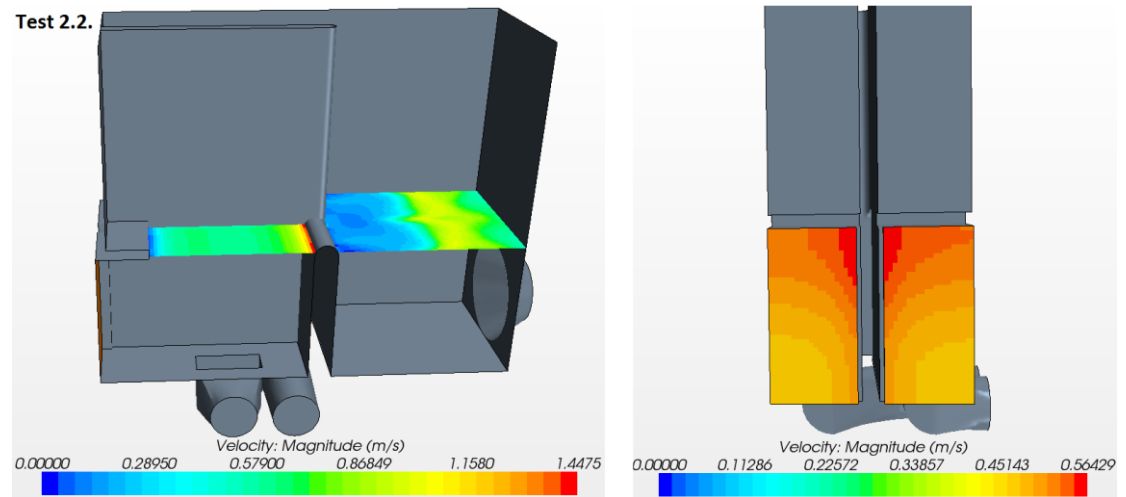 Test 2.2.
Velocity: Magnitude (m/s)
0.00000 0.28950 0.57900 0.86849 1.1580 1.4475
Velocity: Magnitude (m/s)
0.00000 0.11286 0.22572 0.33857 0.45143 0.56429